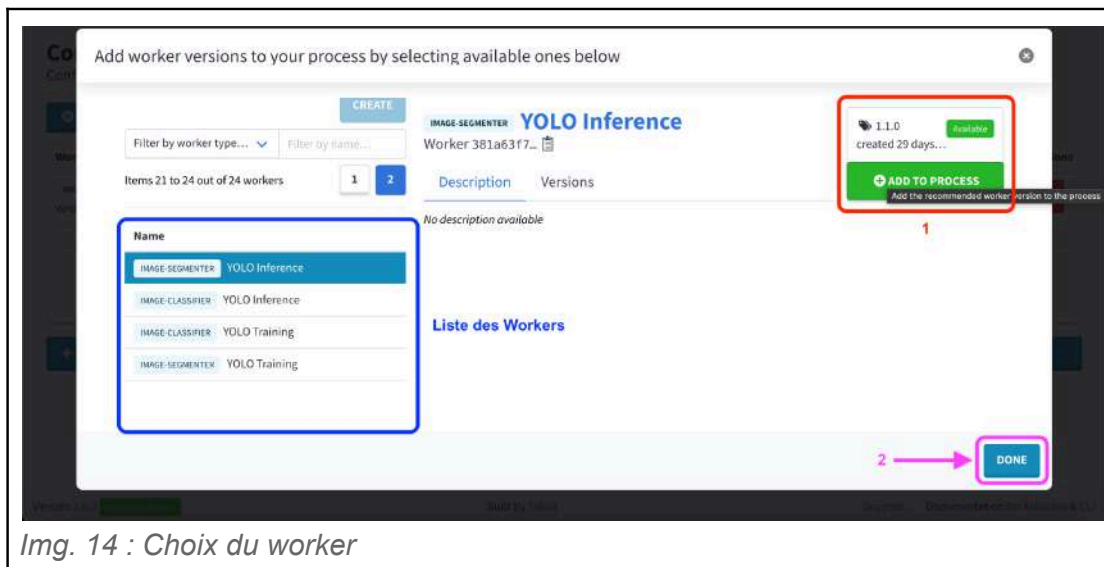 Add worker versions to your process by selecting available ones below
CREATE
Filter by worker type...
Filter by name...
Items 21 to 24 out of 24 workers
1
2
Name
IMAGE-SEGMENTER YOLO Inference
IMAGE-CLASSIFIER YOLO Inference
IMAGE-CLASSIFIER YOLO Training
IMAGE-SEGMENTER YOLO Training
IMAGE-SEGMENTER YOLO Inference
Worker 381a63f7...
Description Versions
No description available
Liste des Workers
1.1.0 Available
created 29 days...
ADD TO PROCESS
Add the recommended worker version to the process
1
2
DONE
Img. 14 : Choix du worker